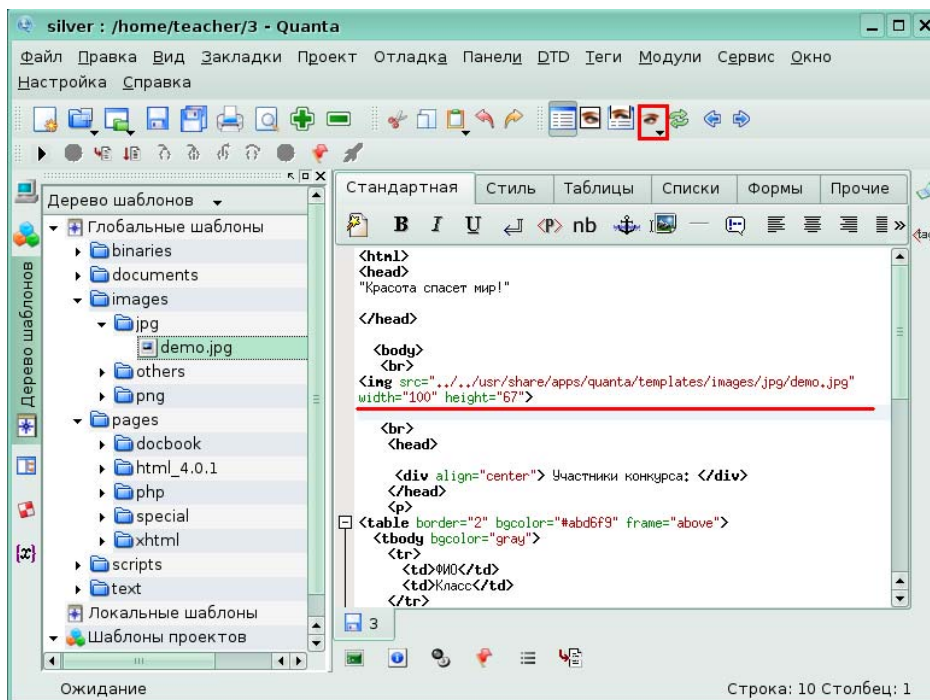 silver : /home/teacher/3 - Quanta
Файл Правка Вид Закладки Проект Отладка Панели DTD Теги Модули Сервис Окно
Настройка Справка
Дерево шаблонов
Дерево шаблонов
Глобальные шаблоны
binaries
documents
images
jpg
demo.jpg
others
png
pages
docbook
html_4.0.1
php
special
xhtml
scripts
text
Локальные шаблоны
Шаблоны проектов
{x}
Стандартная Стиль Таблицы Списки Формы Прочие
B I U <P> nb »
<html>
<head>
"Красота спасет мир!"
</head>
<body>
<br>
<img src="../../usr/share/apps/quanta/templates/images/jpg/demo.jpg"
width="100" height="67">
<br>
<head>
<div align="center"> Участники конкурса: </div>
</head>
<p>
<table border="2" bgcolor="#abd6f9" frame="above">
<tbody bgcolor="gray">
<tr>
<td>ФИО</td>
<td>Класс</td>
</tr>
3
Ожидание
Строка: 10 Столбец: 1